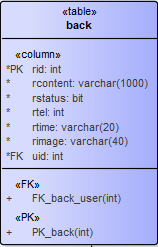 «table»
back
«column»
*PK rid: int
* rcontent: varchar(1000)
* rstatus: bit
* rtel: int
* rtime: varchar(20)
* rimage: varchar(40)
*FK uid: int
«FK»
+ FK_back_user(int)
«PK»
+ PK_back(int)